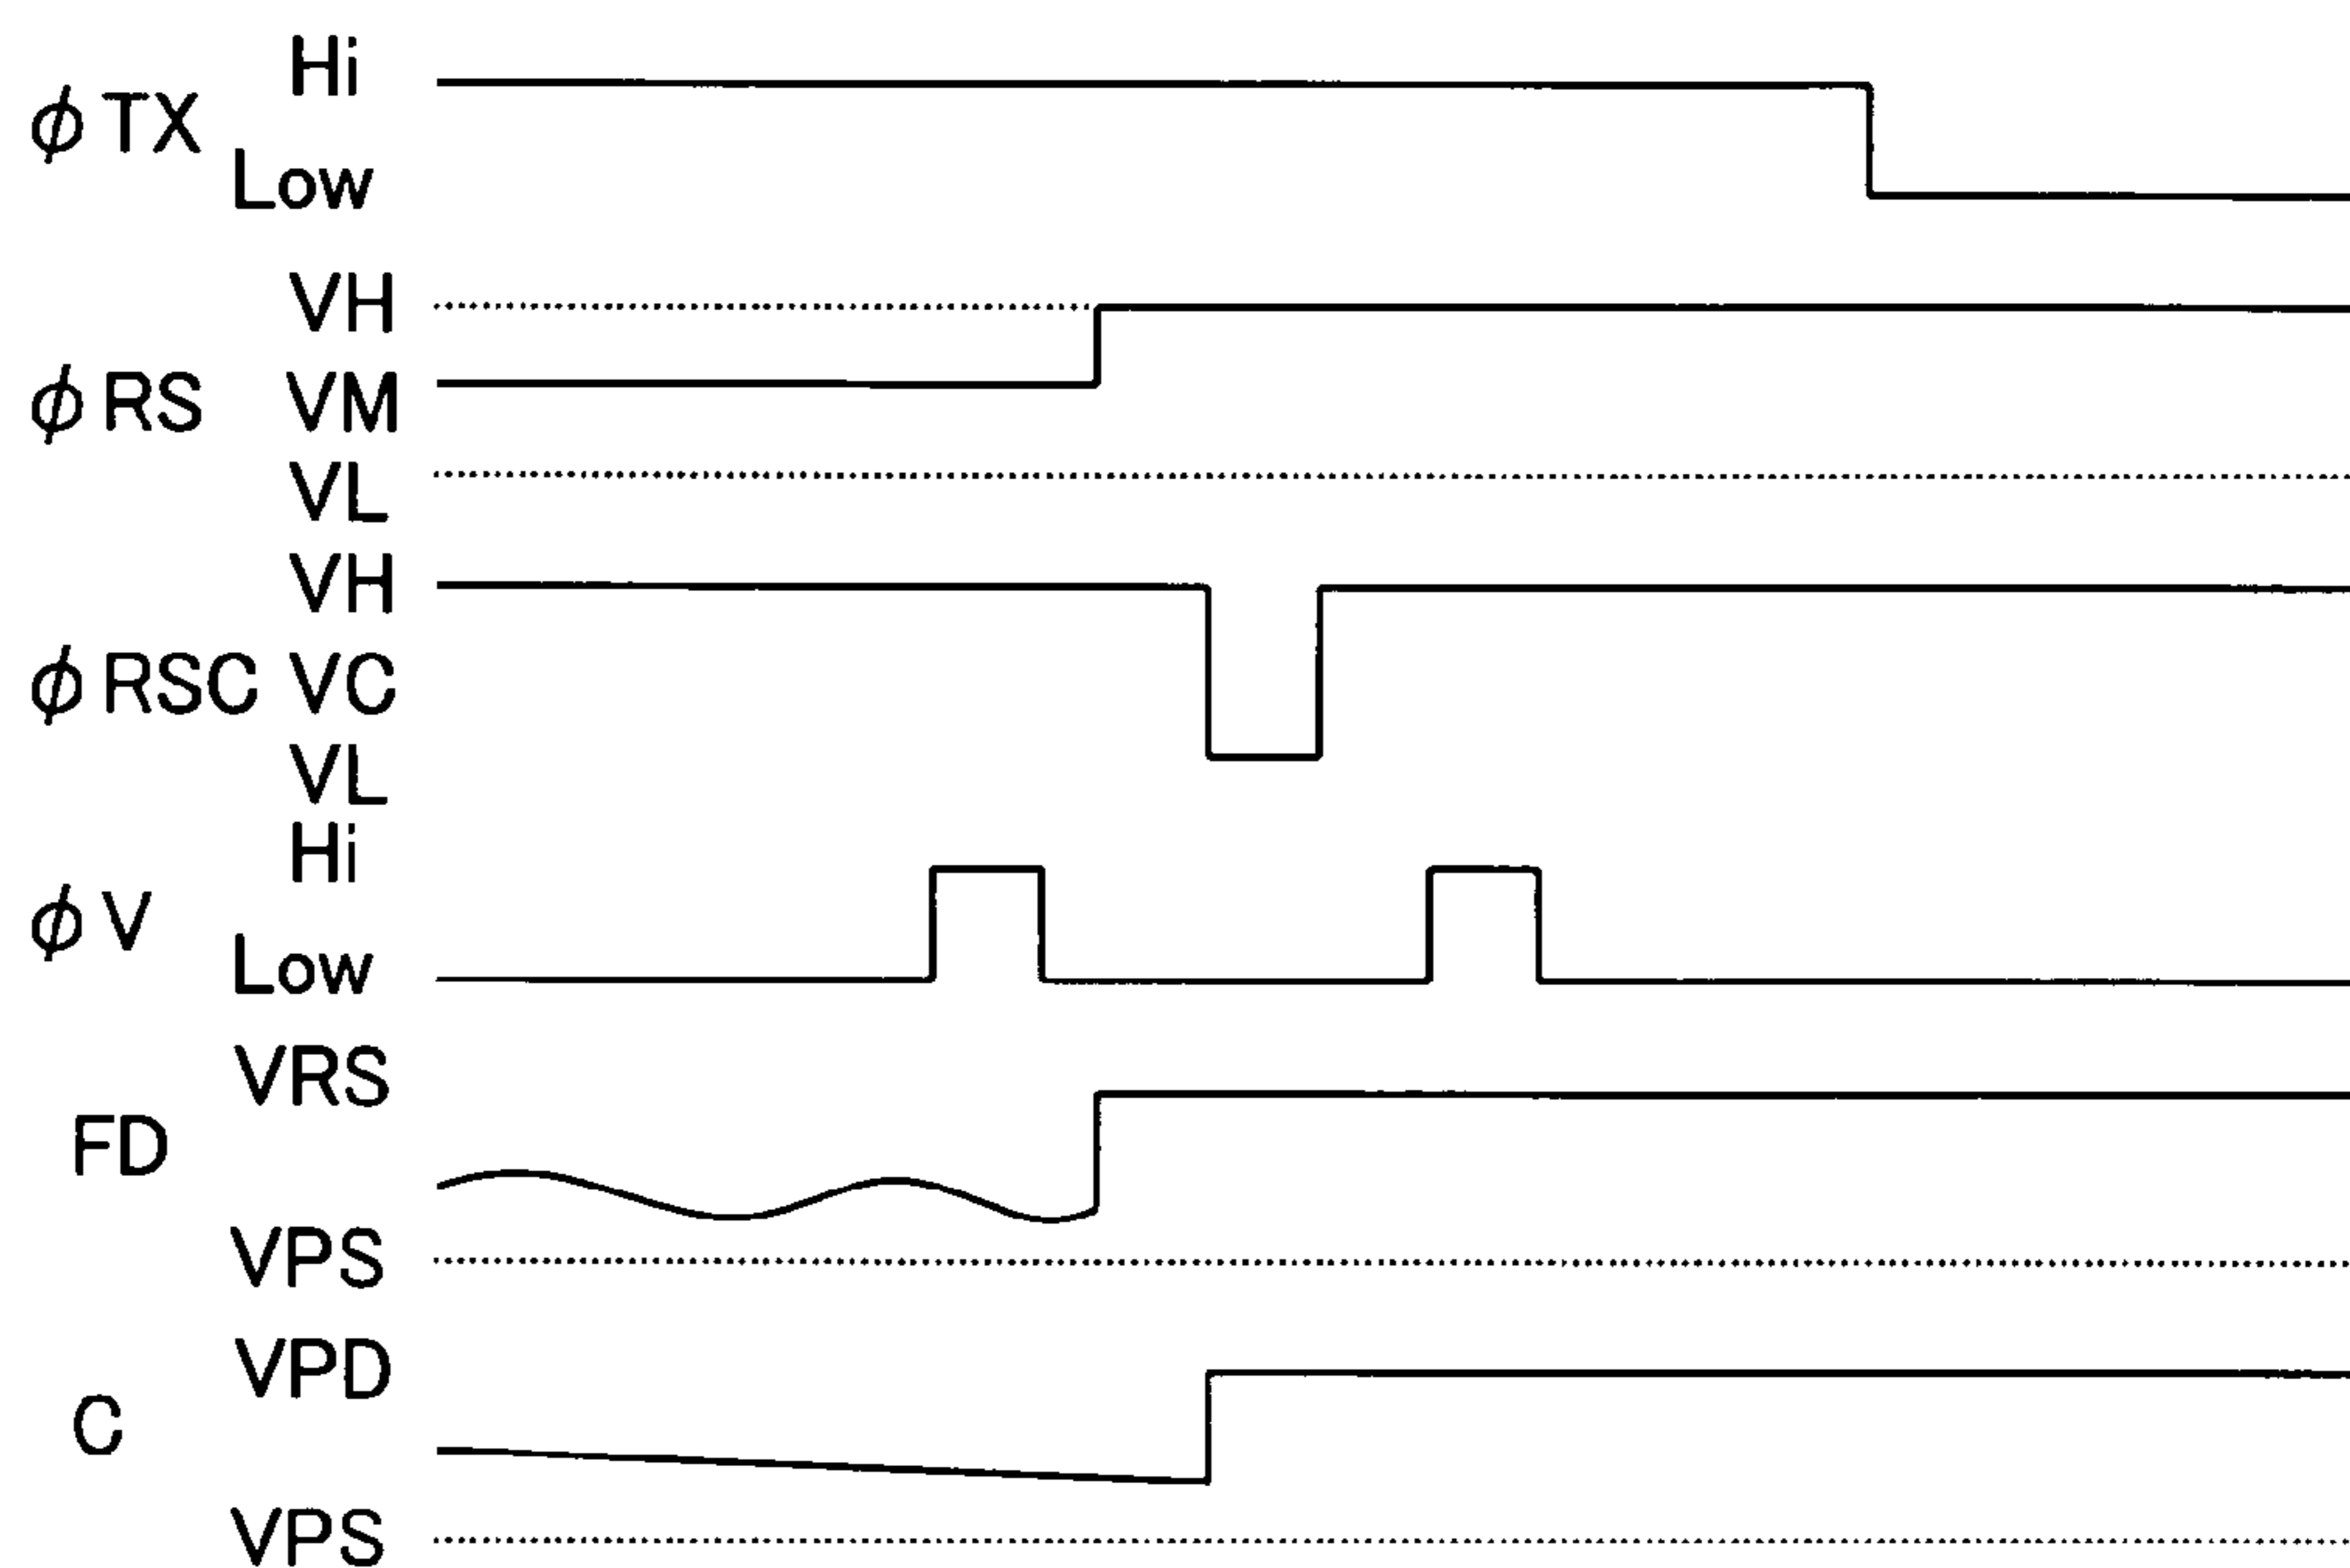 Hi
φTX
Low
VH
φRS VM
VL
VH
φRSC VC
VL
Hi
φV
Low
VRS
FD
VPS
VPD
C
VPS